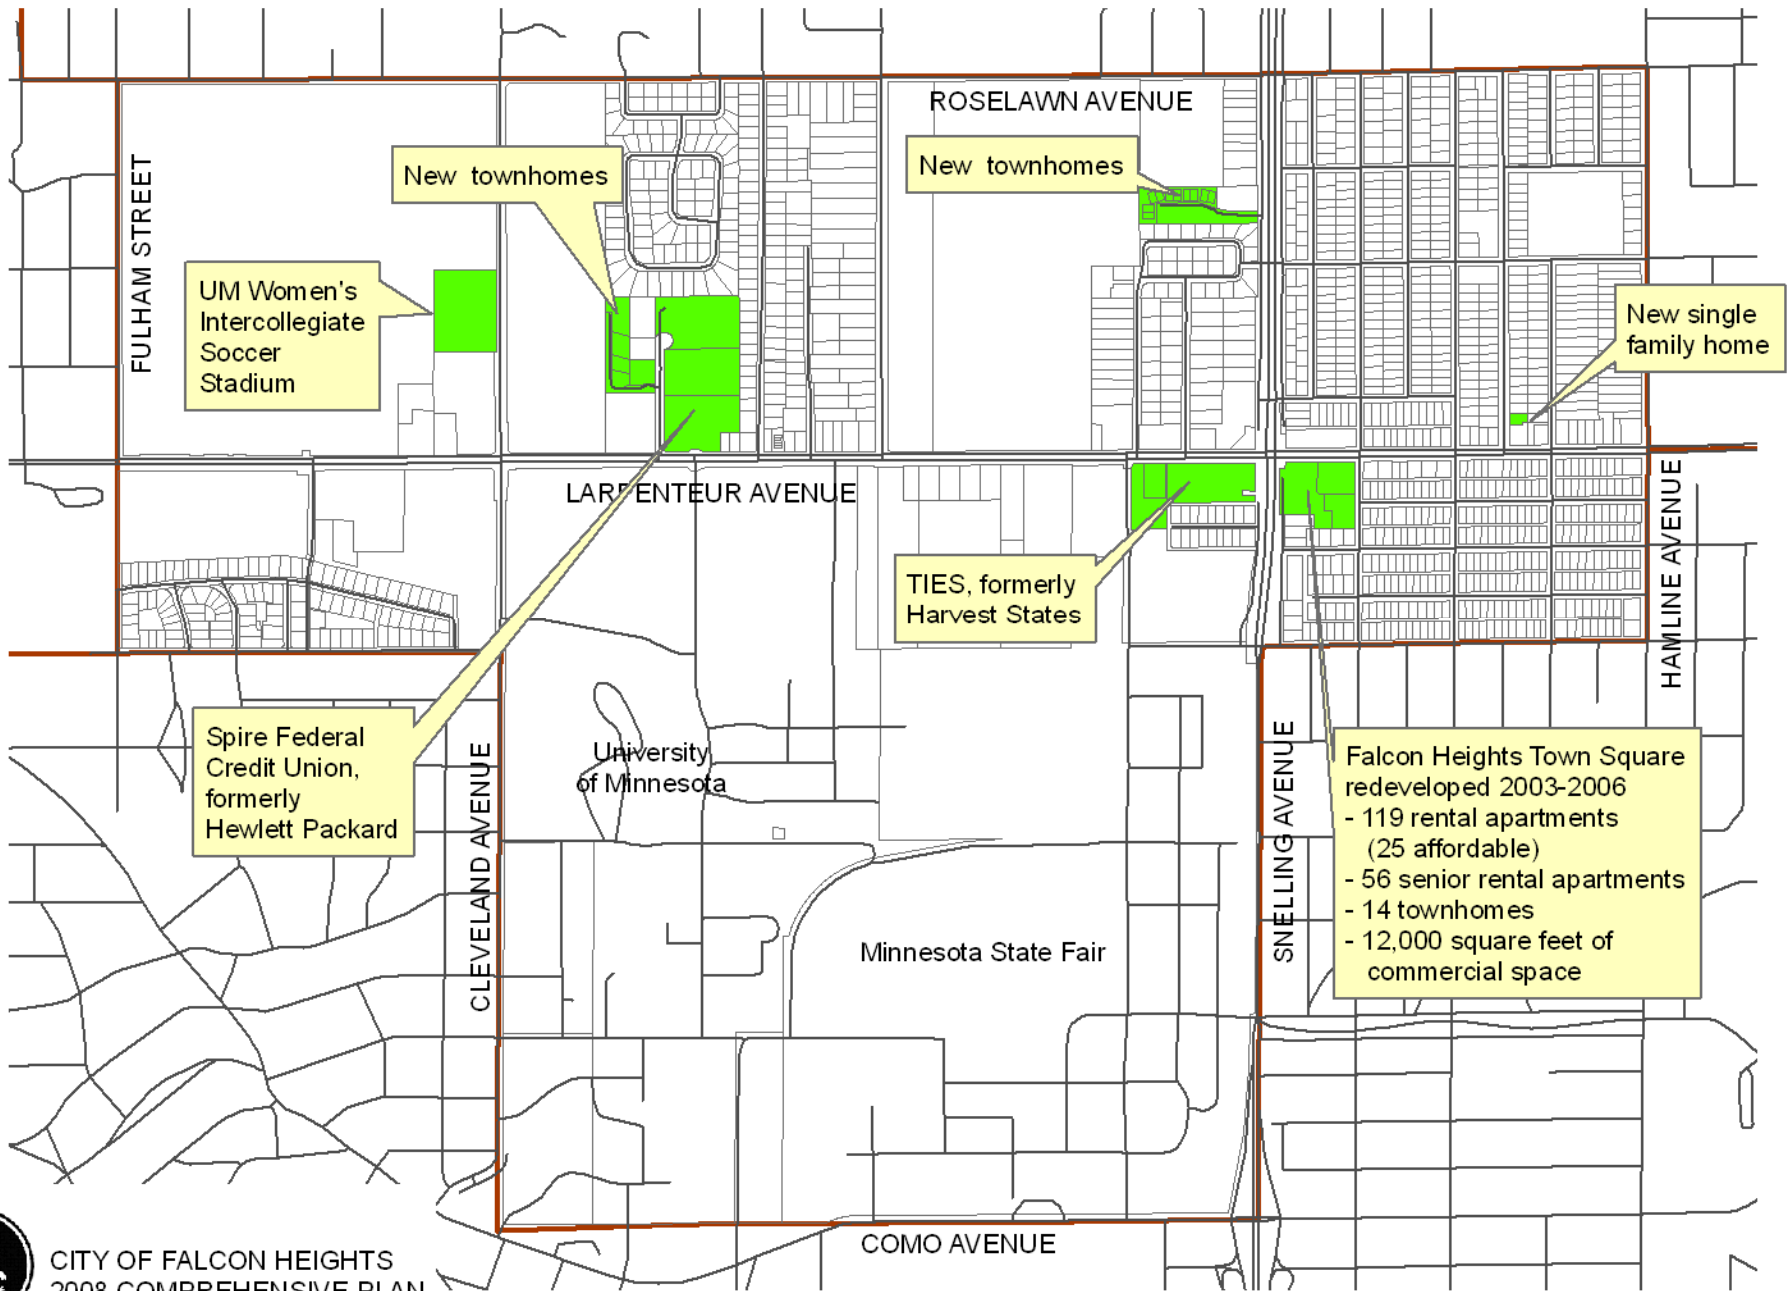 ROSELAWN AVENUE
New townhomes
New townhomes
FULHAM STREET
UM Women's
Intercollegiate
Soccer
Stadium
New single
family home
LARPENTEUR AVENUE
HAMLINE AVENUE
TIES, formerly
Harvest States
Spire Federal
Credit Union,
formerly
Hewlett Packard
CLEVELAND AVENUE
University
of Minnesota
SNELLING AVENUE
Falcon Heights Town Square
redeveloped 2003-2006
- 119 rental apartments
(25 affordable)
- 56 senior rental apartments
- 14 townhomes
- 12,000 square feet of
commercial space
Minnesota State Fair
COMO AVENUE
CITY OF FALCON HEIGHTS
2008 COMPREHENSIVE PLAN